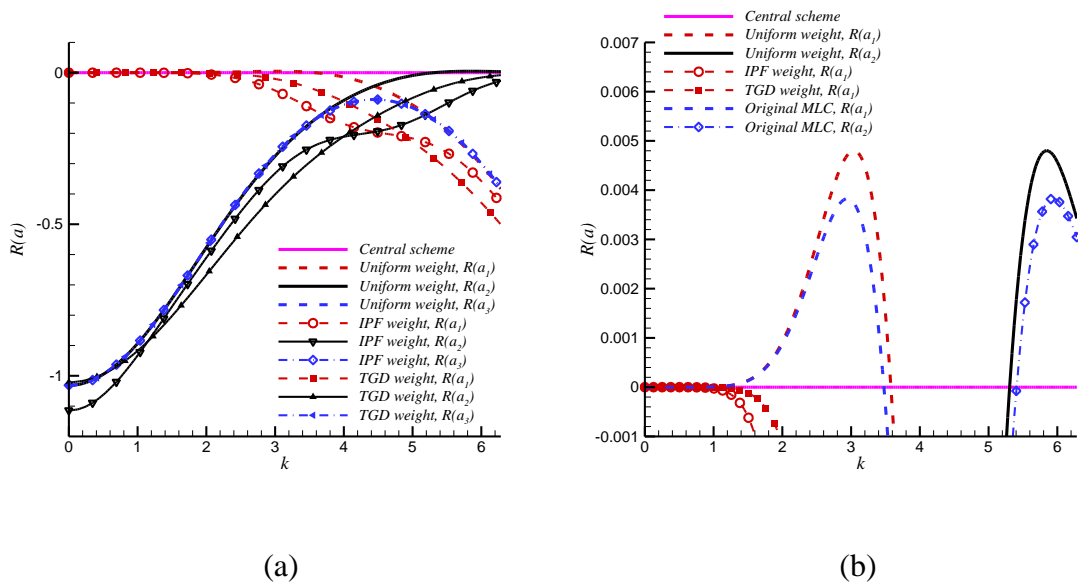 R(a)
0
-0.5
-1
0
1
2
3
4
5
6
k
Central scheme
Uniform weight, R(a1)
Uniform weight, R(a2)
Uniform weight, R(a3)
IPF weight, R(a1)
IPF weight, R(a2)
IPF weight, R(a3)
TGD weight, R(a1)
TGD weight, R(a2)
TGD weight, R(a3)
(a)
Central scheme
Uniform weight, R(a1)
Uniform weight, R(a2)
IPF weight, R(a1)
TGD weight, R(a1)
Original MLC, R(a1)
Original MLC, R(a2)
R(a)
0.007
0.006
0.005
0.004
0.003
0.002
0.001
0
-0.001
0
1
2
3
4
5
6
k
(b)